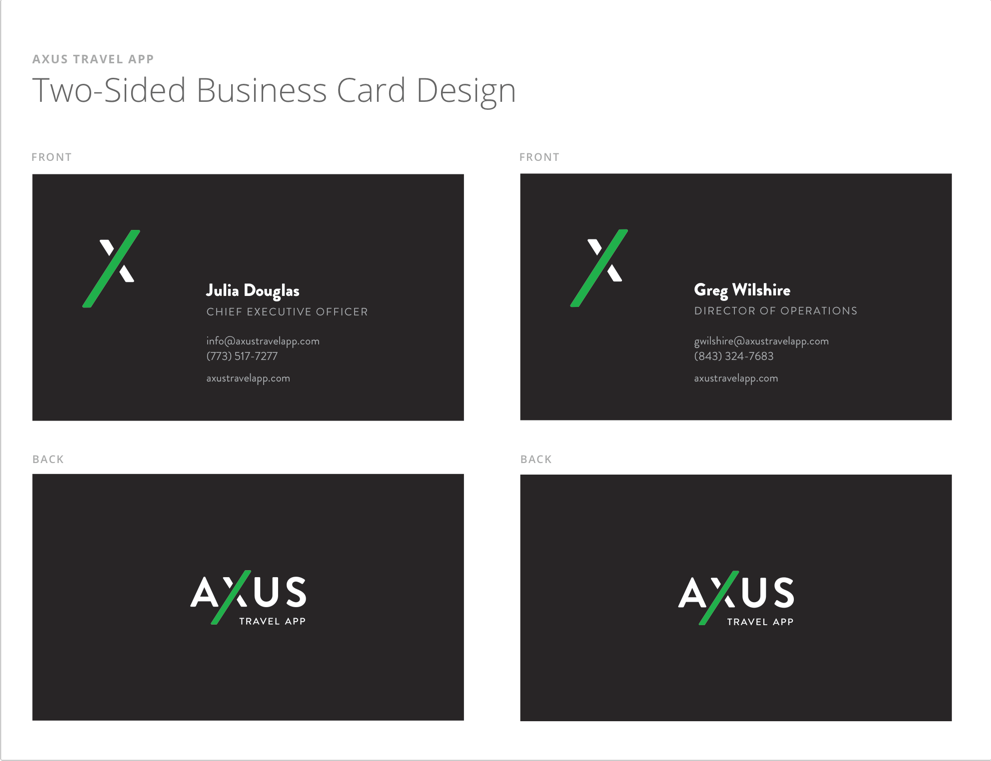 AXUS TRAVEL APP
Two-Sided Business Card Design
FRONT
X
Julia Douglas
CHIEF EXECUTIVE OFFICER
info@axustravelapp.com
(773) 517-7277
axustravelapp.com
FRONT
X
Greg Wilshire
DIRECTOR OF OPERATIONS
gwilshire@axustravelapp.com
(843) 324-7683
axustravelapp.com
BACK
AXUS
TRAVEL APP
BACK
AXUS
TRAVEL APP